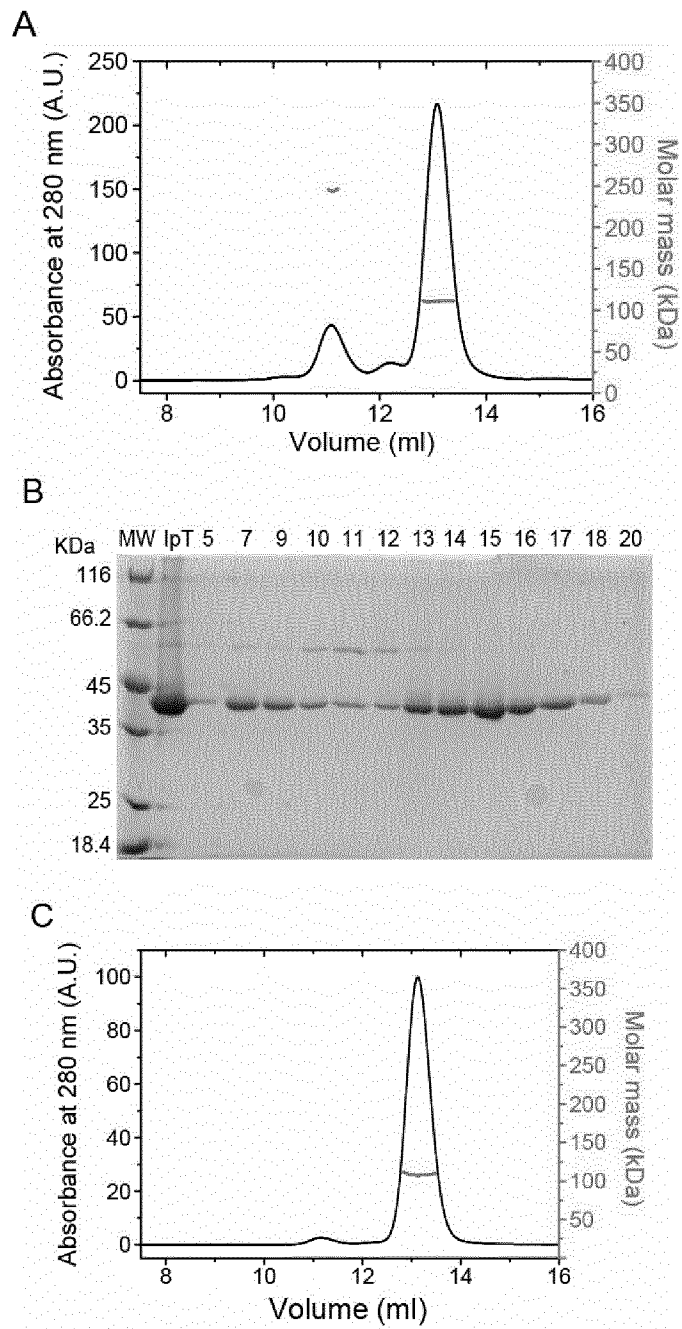 A
Absorbance at 280 nm (A.U.)
250
200
150
100
50
0
400
350
300
250
200
150
100
50
0
Molar mass (kDa)
8 10 12 14 16
Volume (ml)
B
KDa MW IpT 5 7 9 10 11 12 13 14 15 16 17 18 20
116
66.2
45
35
25
18.4
C
Absorbance at 280 nm (A.U.)
100
80
60
40
20
0
400
350
300
250
200
150
100
50
Molar mass (kDa)
8 10 12 14 16
Volume (ml)